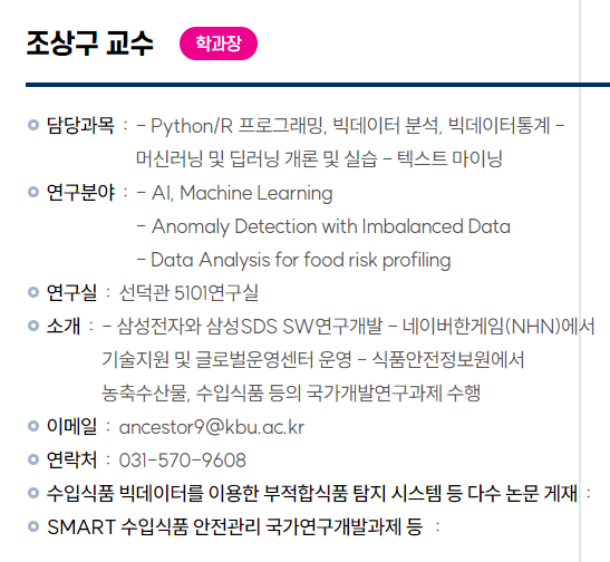 조상구 교수 학과장
담당과목 : - Python/R 프로그래밍, 빅데이터 분석, 빅데이터통계 -
머신러닝 및 딥러닝 개론 및 실습 - 텍스트 마이닝
연구분야 : - AI, Machine Learning
- Anomaly Detection with Imbalanced Data
- Data Analysis for food risk profiling
연구실 : 선덕관 5101연구실
소개 : - 삼성전자와 삼성SDS SW연구개발 - 네이버한게임(NHN)에서
기술지원 및 글로벌운영센터 운영 - 식품안전정보원에서
농축수산물, 수입식품 등의 국가개발연구과제 수행
이메일 : ancestor9@kbu.ac.kr
연락처 : 031-570-9608
수입식품 빅데이터를 이용한 부적합식품 탐지 시스템 등 다수 논문 게재 :
SMART 수입식품 안전관리 국가연구개발과제 등 :